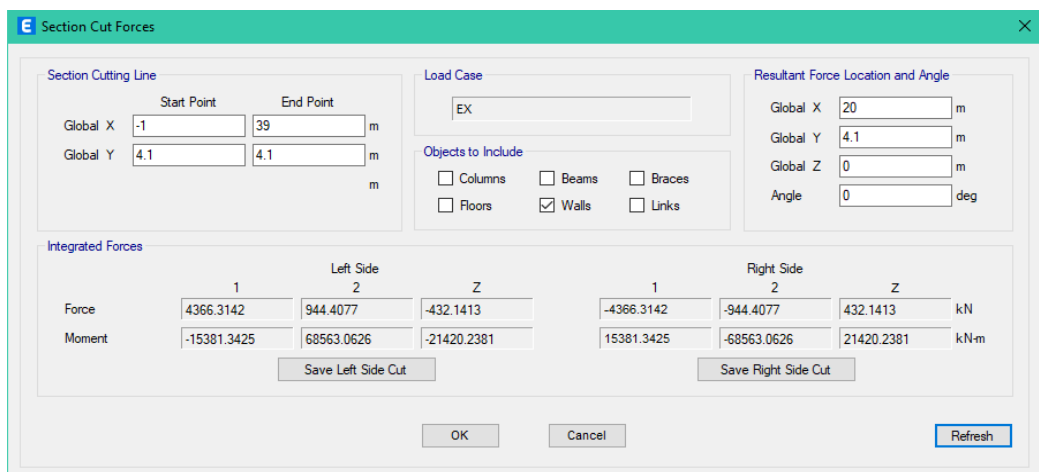 E Section Cut Forces
Section Cutting Line
Start Point End Point
Global X -1 39 m
Global Y 4.1 4.1 m
m
Load Case
EX
Objects to Include
Columns Beams Braces
Floors Walls Links
Resultant Force Location and Angle
Global X 20 m
Global Y 4.1 m
Global Z 0 m
Angle 0 deg
Integrated Forces
Left Side Right Side
1 2 Z 1 2 Z
Force 4366.3142 944.4077 -432.1413 -4366.3142 -944.4077 432.1413 kN
Moment -15381.3425 68563.0626 -21420.2381 15381.3425 -68563.0626 21420.2381 kN-m
Save Left Side Cut Save Right Side Cut
OK Cancel Refresh